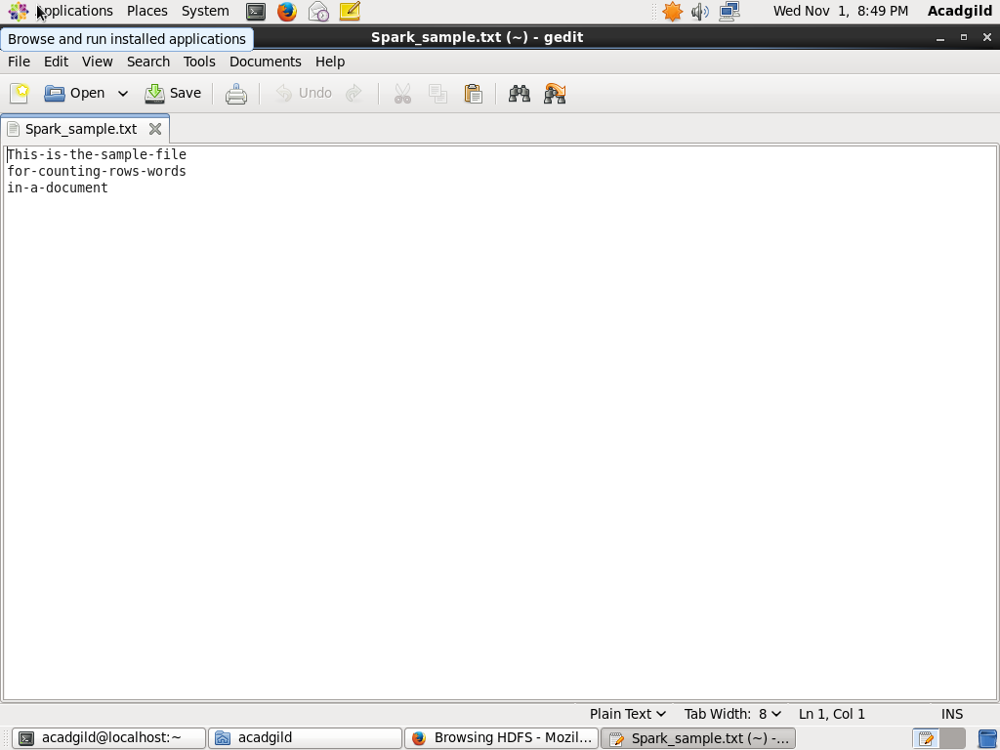 Applications Places System Wed Nov 1, 8:49 PM Acadgild
Browse and run installed applications Spark_sample.txt (~) - gedit
File Edit View Search Tools Documents Help
Open Save Undo
Spark_sample.txt
This-is-the-sample-file
for-counting-rows-words
in-a-document
Plain Text Tab Width: 8 Ln 1, Col 1 INS
acadgild@localhost:~ acadgild Browsing HDFS - Mozil... Spark_sample.txt (~) -...